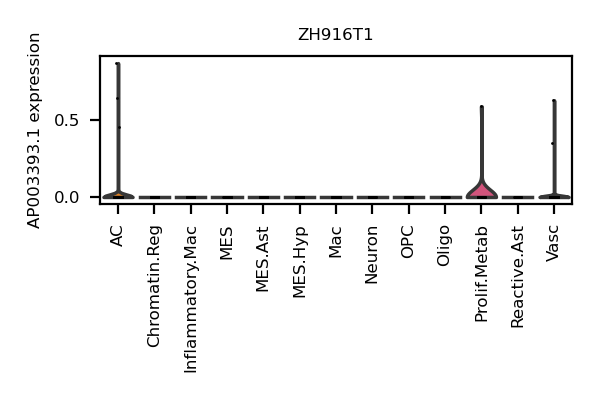 ZH916T1
AP003393.1 expression
0.5
0.0
AC
Chromatin.Reg
Inflammatory.Mac
MES
MES.Ast
MES.Hyp
Mac
Neuron
OPC
Oligo
Prolif.Metab
Reactive.Ast
Vasc